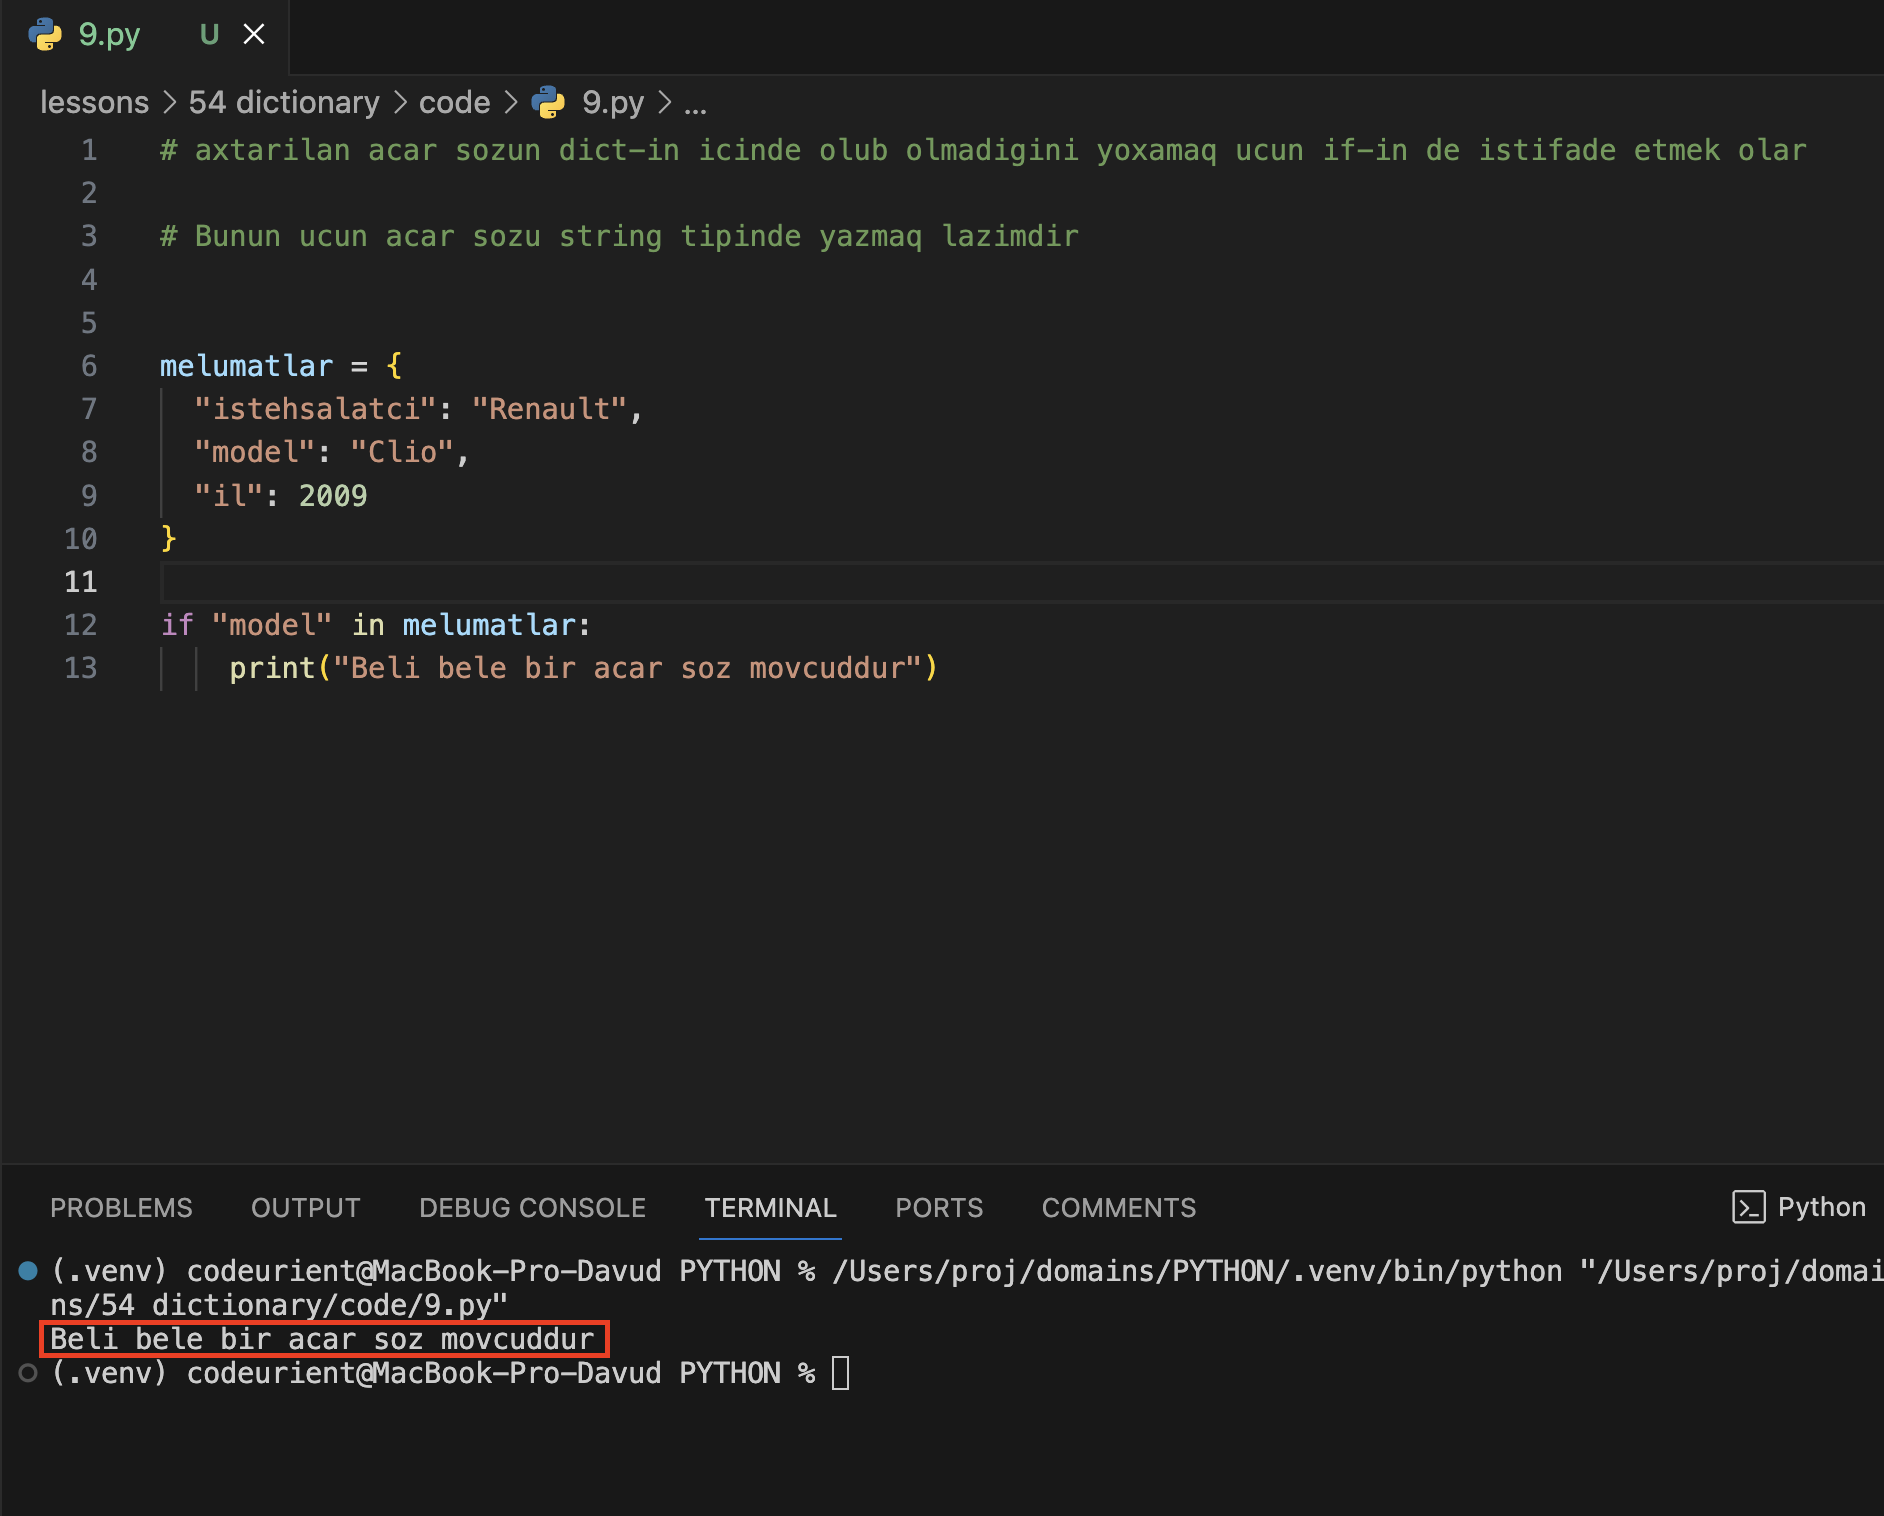 9.py U
lessons > 54 dictionary > code > 9.py > ...
1 # axtarilan acar sozun dict-in icinde olub olmadigini yoxamaq ucun if-in de istifade etmek olar
2
3 # Bunun ucun acar sozu string tipinde yazmaq lazimdir
4
5
6 melumatlar = {
7 "istehsalatci": "Renault",
8 "model": "Clio",
9 "il": 2009
10 }
11
12 if "model" in melumatlar:
13 print("Beli bele bir acar soz movcuddur")
PROBLEMS OUTPUT DEBUG CONSOLE TERMINAL PORTS COMMENTS Python
(.venv) codeurient@MacBook-Pro-Davud PYTHON % /Users/proj/domains/PYTHON/.venv/bin/python "/Users/proj/domai
ns/54 dictionary/code/9.py"
Beli bele bir acar soz movcuddur
(.venv) codeurient@MacBook-Pro-Davud PYTHON %